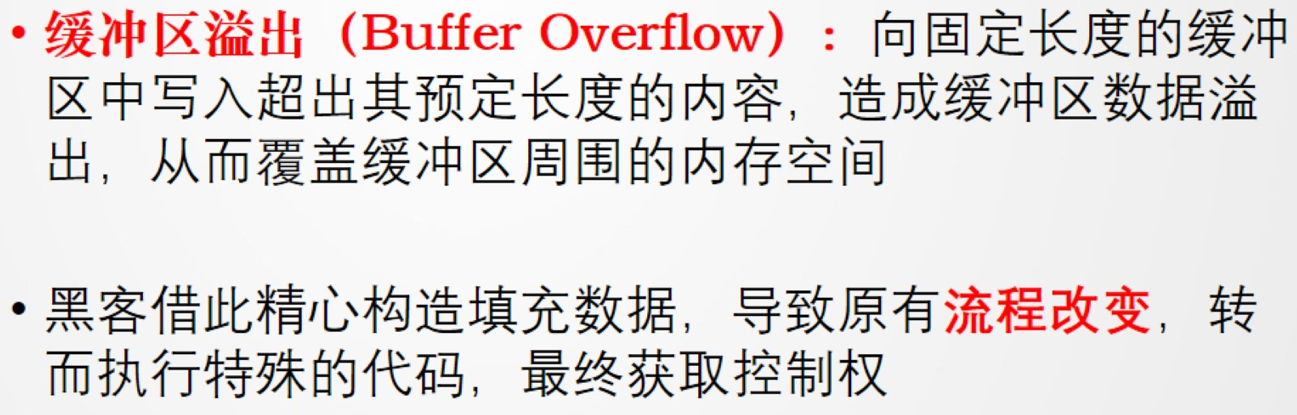 • 缓冲区溢出（Buffer Overflow）：向固定长度的缓冲
区中写入超出其预定长度的内容，造成缓冲区数据溢
出，从而覆盖缓冲区周围的内存空间
• 黑客借此精心构造填充数据，导致原有流程改变，转
而执行特殊的代码，最终获取控制权